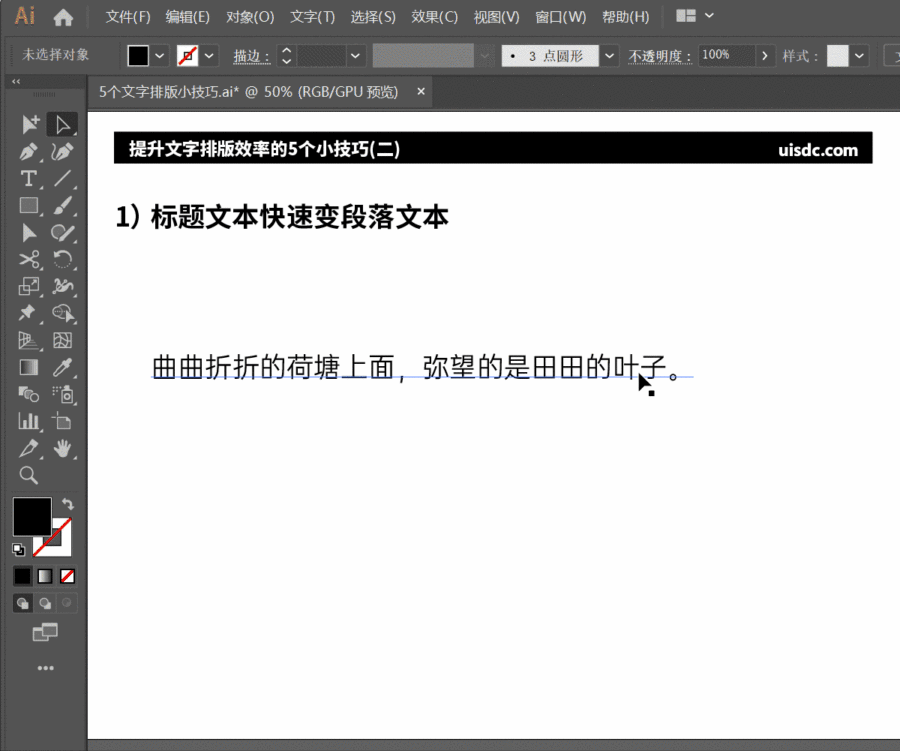 Ai 文件(F) 编辑(E) 对象(O) 文字(T) 选择(S) 效果(C) 视图(V) 窗口(W) 帮助(H)
未选择对象 描边： 3 点圆形 不透明度： 100% 样式：
5个文字排版小技巧.ai* @ 50% (RGB/GPU 预览) ×
提升文字排版效率的5个小技巧(二) uisdc.com
1) 标题文本快速变段落文本
曲曲折折的荷塘上面，弥望的是田田的叶子。